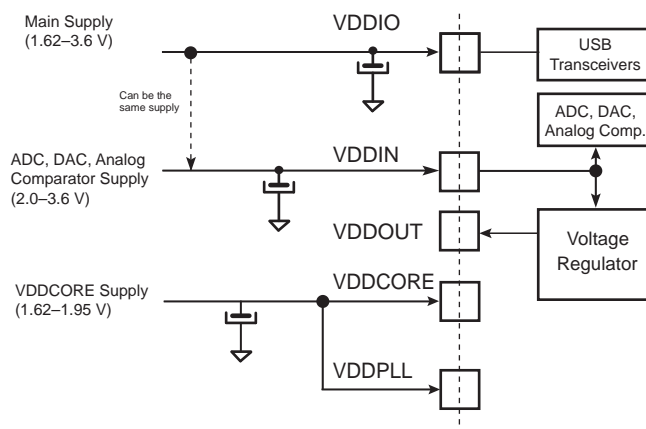 Main Supply
(1.62–3.6 V)
VDDIO
USB
Transceivers
Can be the
same supply
ADC, DAC,
Analog Comp.
ADC, DAC, Analog
Comparator Supply
(2.0–3.6 V)
VDDIN
VDDOUT
Voltage
Regulator
VDDCORE Supply
(1.62–1.95 V)
VDDCORE
VDDPLL